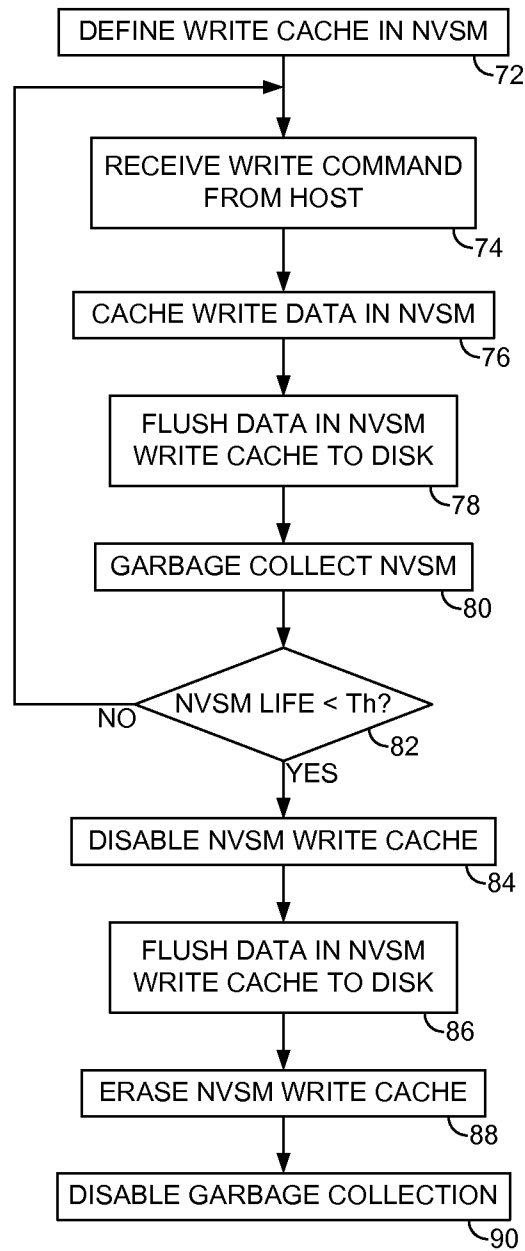 DEFINE WRITE CACHE IN NVSM
72
RECEIVE WRITE COMMAND
FROM HOST
74
CACHE WRITE DATA IN NVSM
76
FLUSH DATA IN NVSM
WRITE CACHE TO DISK
78
GARBAGE COLLECT NVSM
80
NVSM LIFE < Th?
NO
82
YES
DISABLE NVSM WRITE CACHE
84
FLUSH DATA IN NVSM
WRITE CACHE TO DISK
86
ERASE NVSM WRITE CACHE
88
DISABLE GARBAGE COLLECTION
90